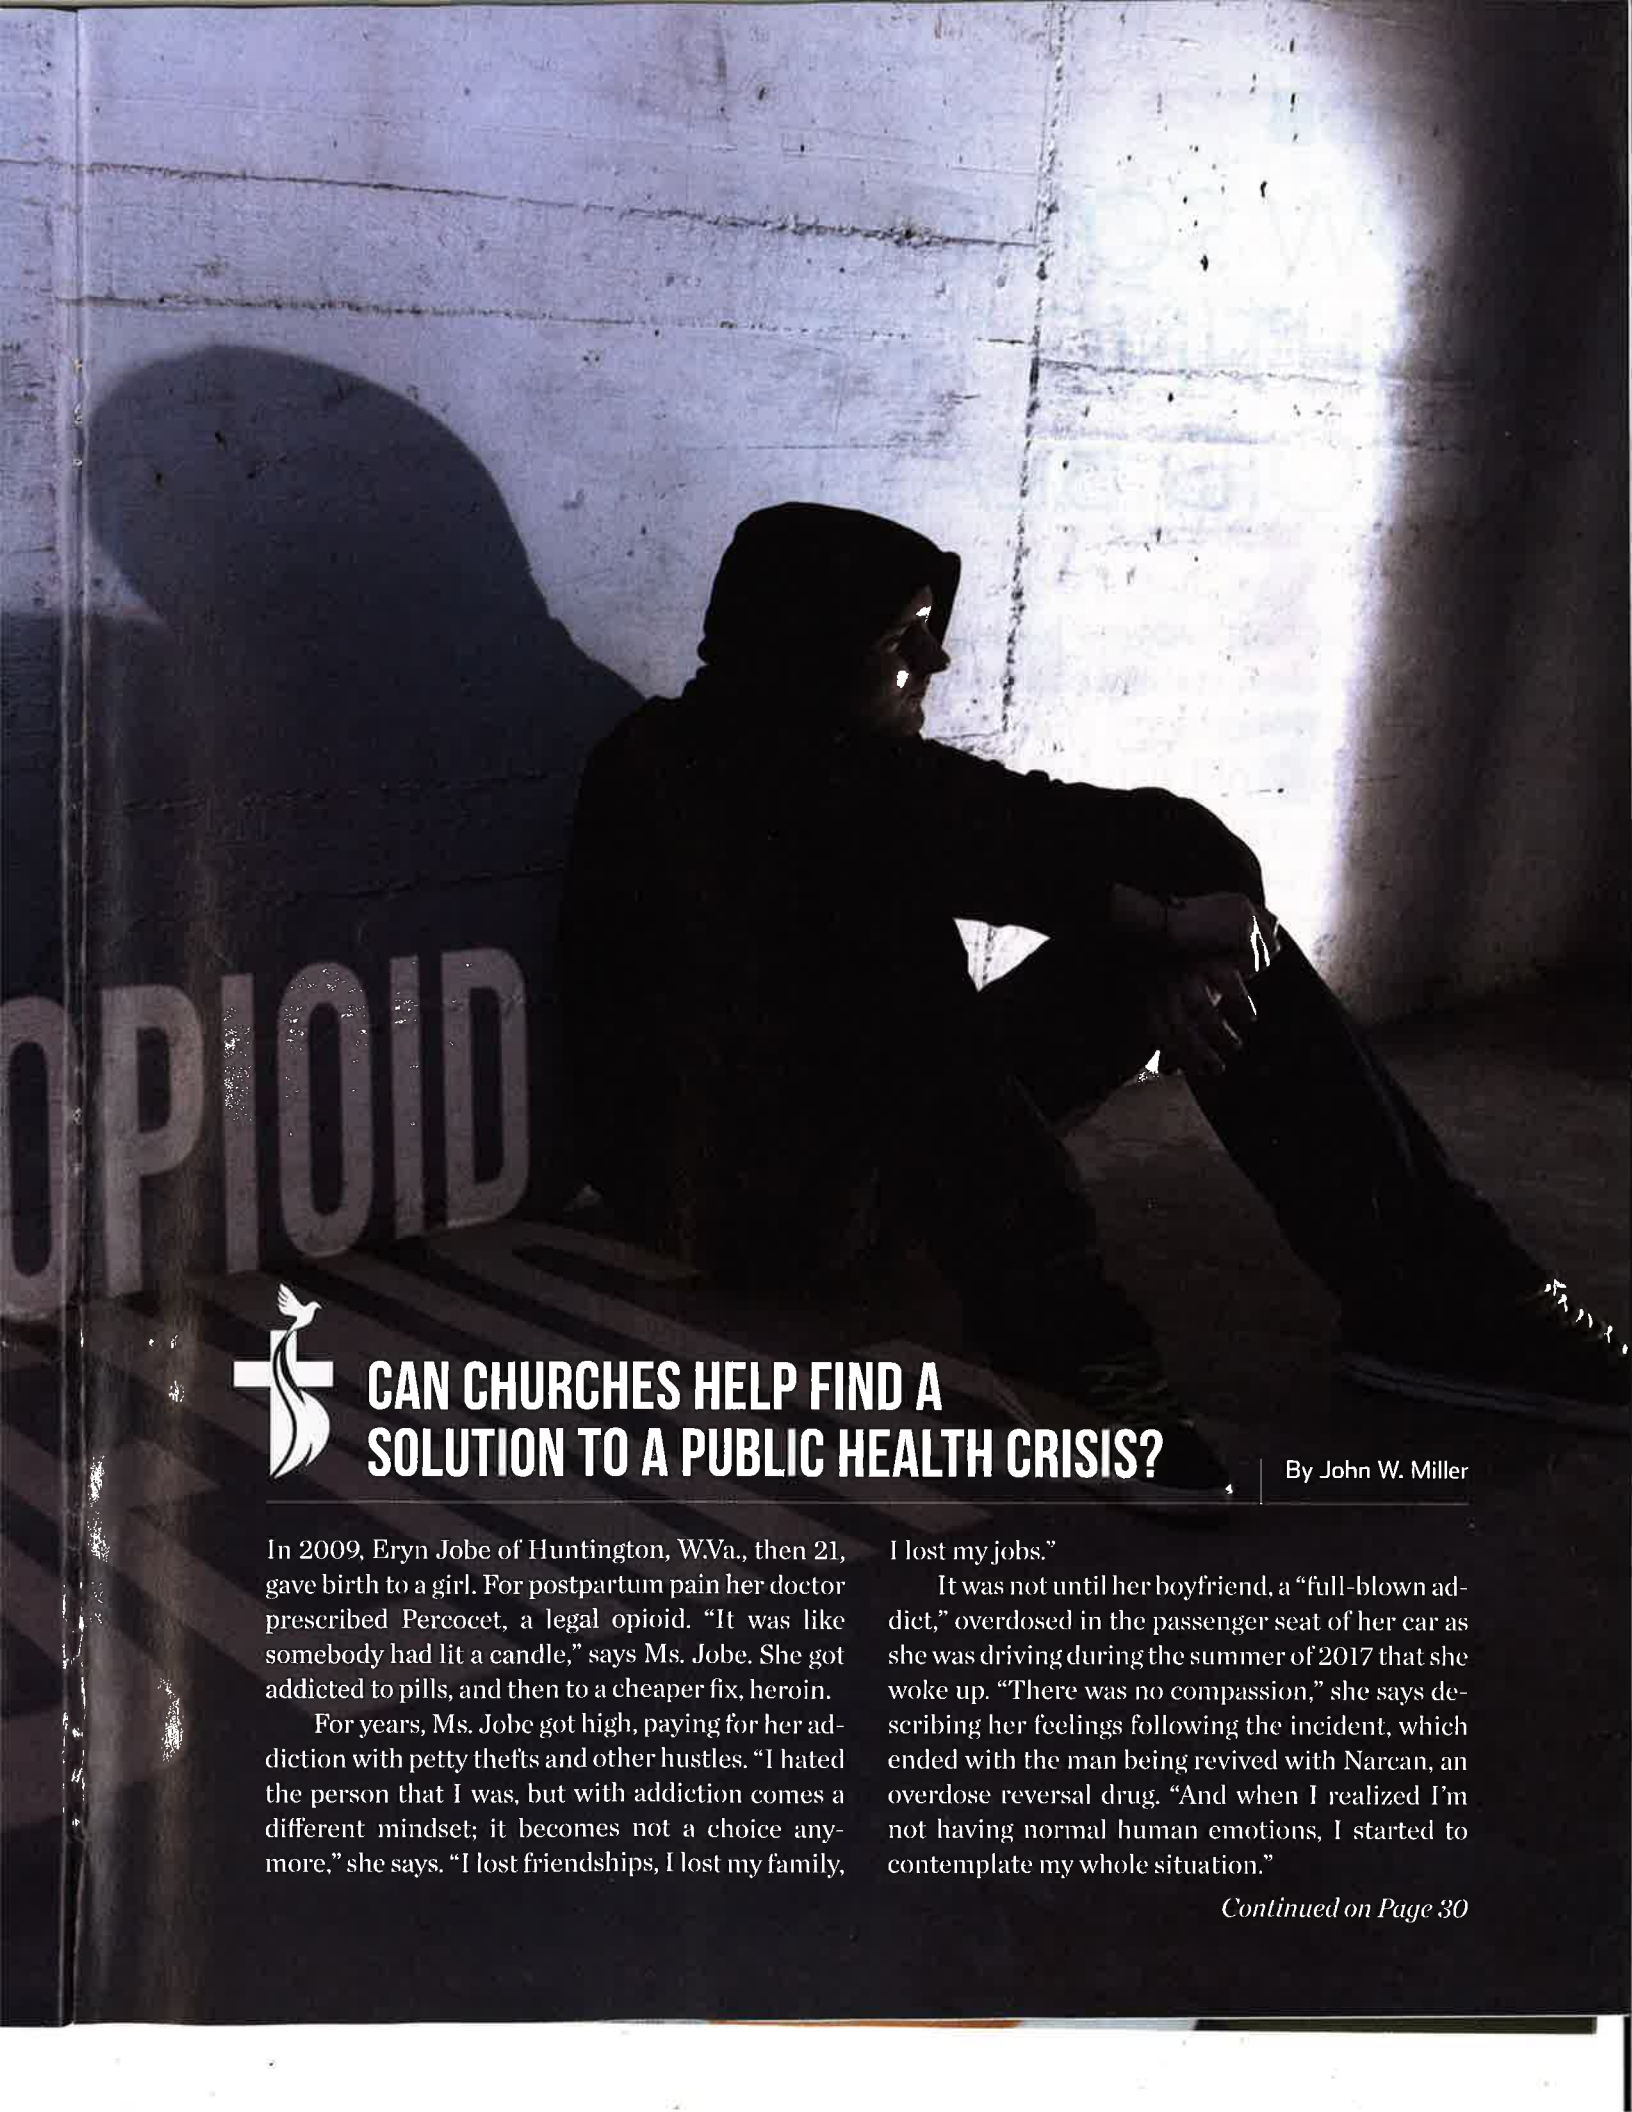 OPIOID
CAN CHURCHES HELP FIND A
SOLUTION TO A PUBLIC HEALTH CRISIS?
By John W. Miller
In 2009, Eryn Jobe of Huntington, W.Va., then 21,
gave birth to a girl. For postpartum pain her doctor
prescribed Percocet, a legal opioid. “It was like
somebody had lit a candle,” says Ms. Jobe. She got
addicted to pills, and then to a cheaper fix, heroin.
For years, Ms. Jobe got high, paying for her ad-
diction with petty thefts and other hustles. “I hated
the person that I was, but with addiction comes a
different mindset; it becomes not a choice any-
more,” she says. “I lost friendships, I lost my family,
I lost my jobs.”
It was not until her boyfriend, a “full-blown ad-
dict,” overdosed in the passenger seat of her car as
she was driving during the summer of 2017 that she
woke up. “There was no compassion,” she says de-
scribing her feelings following the incident, which
ended with the man being revived with Narcan, an
overdose reversal drug. “And when I realized I’m
not having normal human emotions, I started to
contemplate my whole situation.”
Continued on Page 30